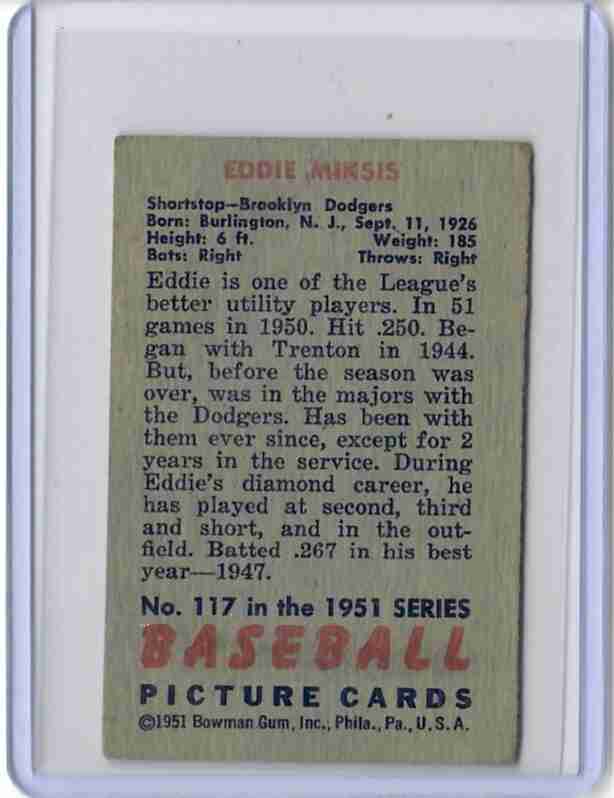 EDDIE MIKSIS
Shortstop—Brooklyn Dodgers
Born: Burlington, N. J., Sept. 11, 1926
Height: 6 ft. Weight: 185
Bats: Right Throws: Right
Eddie is one of the League's
better utility players. In 51
games in 1950. Hit .250. Be-
gan with Trenton in 1944.
But, before the season was
over, was in the majors with
the Dodgers. Has been with
them ever since, except for 2
years in the service. During
Eddie's diamond career, he
has played at second, third
and short, and in the out-
field. Batted .267 in his best
year—1947.
No. 117 in the 1951 SERIES
BASEBALL
PICTURE CARDS
©1951 Bowman Gum, Inc., Phila., Pa., U. S. A.